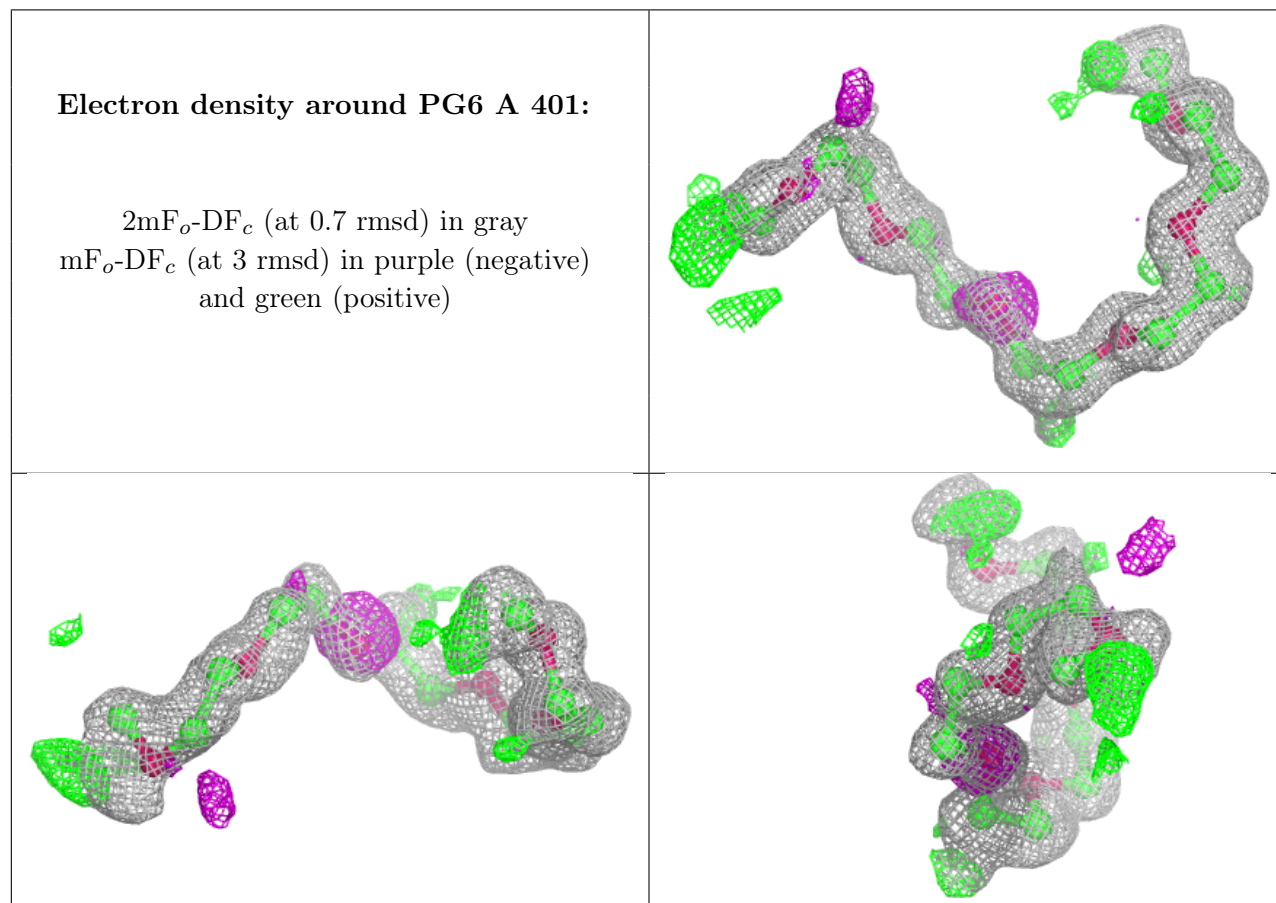 Electron density around PG6 A 401:
2mFo-DFc (at 0.7 rmsd) in gray
mFo-DFc (at 3 rmsd) in purple (negative)
and green (positive)